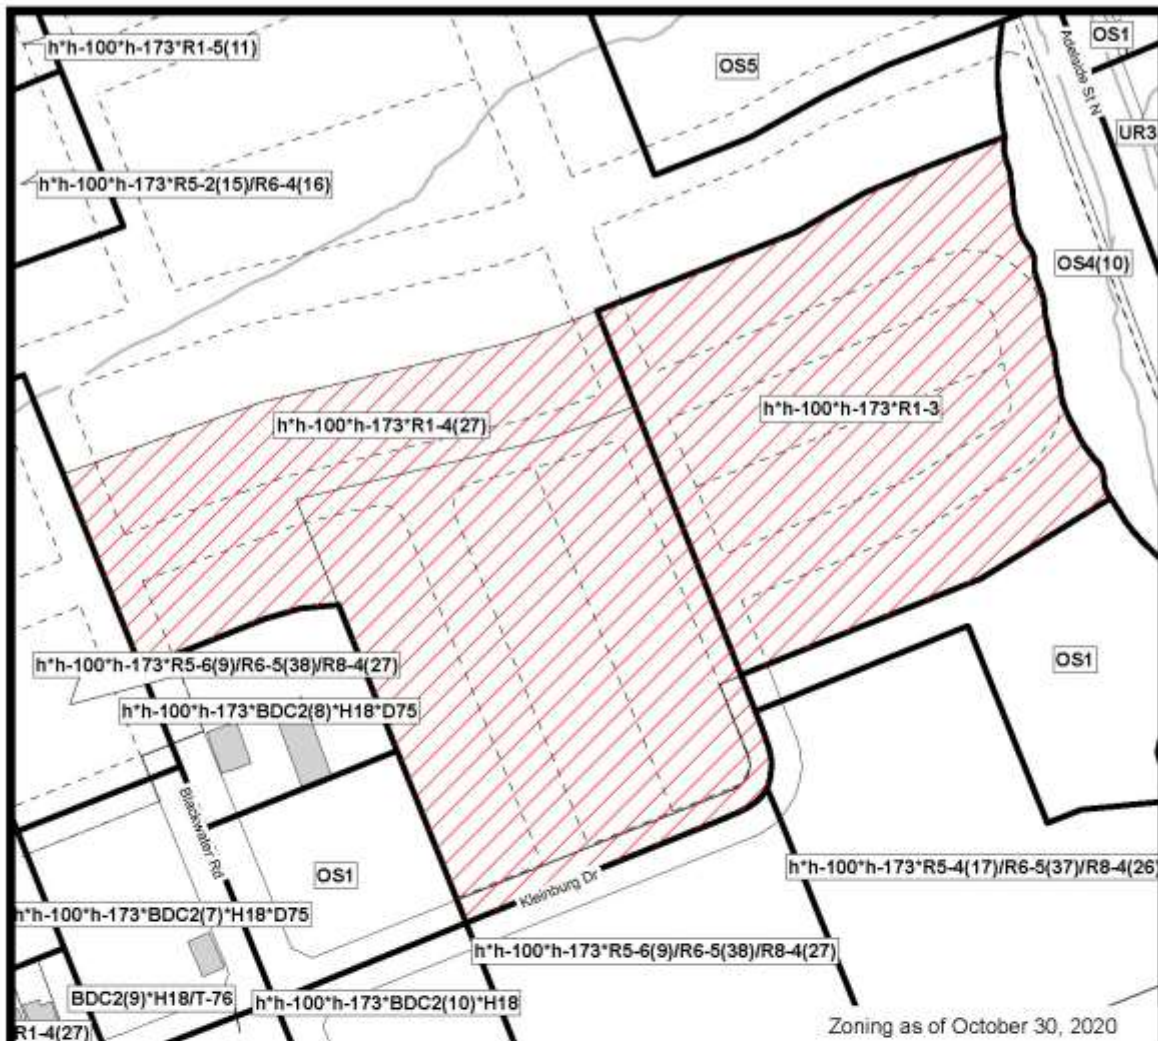 OS1
h*h-100*h-173*R1-5(11)
Adelaide St N
OS5
UR3
h*h-100*h-173*R5-2(15)/R6-4(16)
OS4(10)
h*h-100*h-173*R1-3
h*h-100*h-173*R1-4(27)
h*h-100*h-173*R5-6(9)/R6-5(38)/R8-4(27)
OS1
h*h-100*h-173*BDC2(8)*H18*D75
Blackwater Rd
h*h-100*h-173*R5-4(17)/R6-5(37)/R8-4(26)
OS1
Kleinburg Dr
h*h-100*h-173*BDC2(7)*H18*D75
h*h-100*h-173*R5-6(9)/R6-5(38)/R8-4(27)
BDC2(9)*H18/T-76
h*h-100*h-173*BDC2(10)*H18
R1-4(27)
Zoning as of October 30, 2020